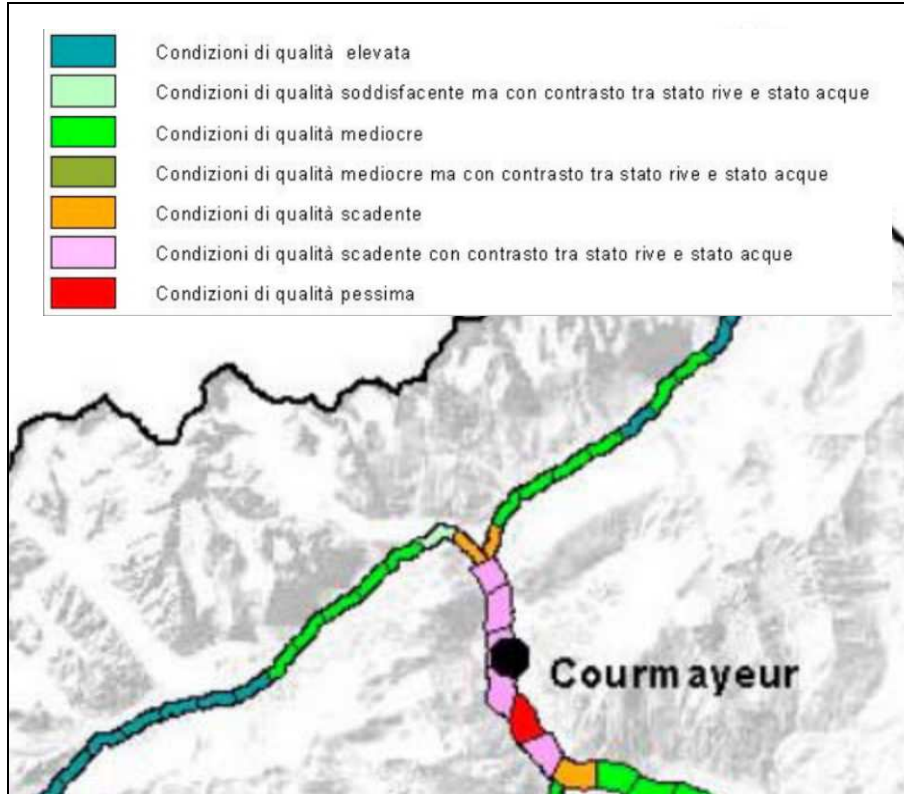 Condizioni di qualità elevata
Condizioni di qualità soddisfacente ma con contrasto tra stato rive e stato acque
Condizioni di qualità mediocre
Condizioni di qualità mediocre ma con contrasto tra stato rive e stato acque
Condizioni di qualità scadente
Condizioni di qualità scadente con contrasto tra stato rive e stato acque
Condizioni di qualità pessima
Courmayeur